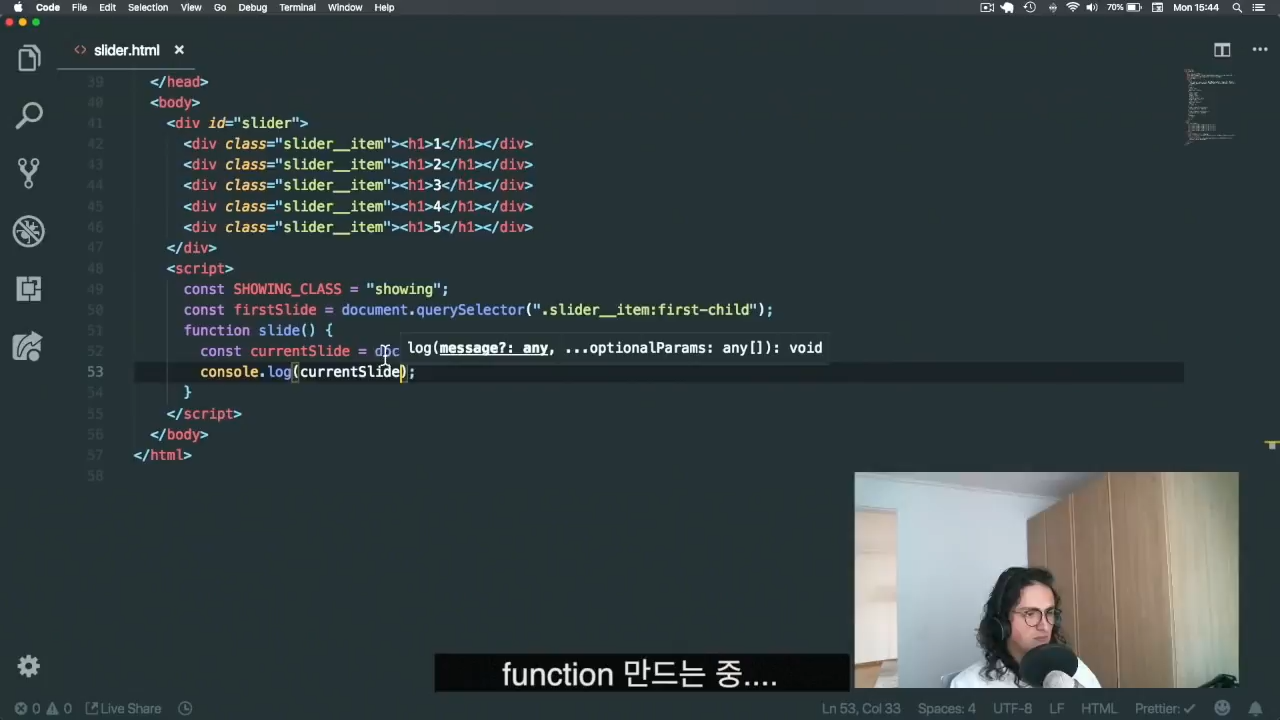 Code File Edit Selection View Go Debug Terminal Window Help 70% Mon 15:44
slider.html
39 </head>
40 <body>
41 <div id="slider">
42 <div class="slider__item"><h1>1</h1></div>
43 <div class="slider__item"><h1>2</h1></div>
44 <div class="slider__item"><h1>3</h1></div>
45 <div class="slider__item"><h1>4</h1></div>
46 <div class="slider__item"><h1>5</h1></div>
47 </div>
48 <script>
49 const SHOWING_CLASS = "showing";
50 const firstSlide = document.querySelector(".slider__item:first-child");
51 function slide() {
52 const currentSlide = doc
log(message?: any, ...optionalParams: any[]): void
53 console.log(currentSlide);
54 }
55 </script>
56 </body>
57 </html>
58
function 만드는 중....
0 0 Live Share Ln 53, Col 33 Spaces: 4 UTF-8 LF HTML Prettier: ✓